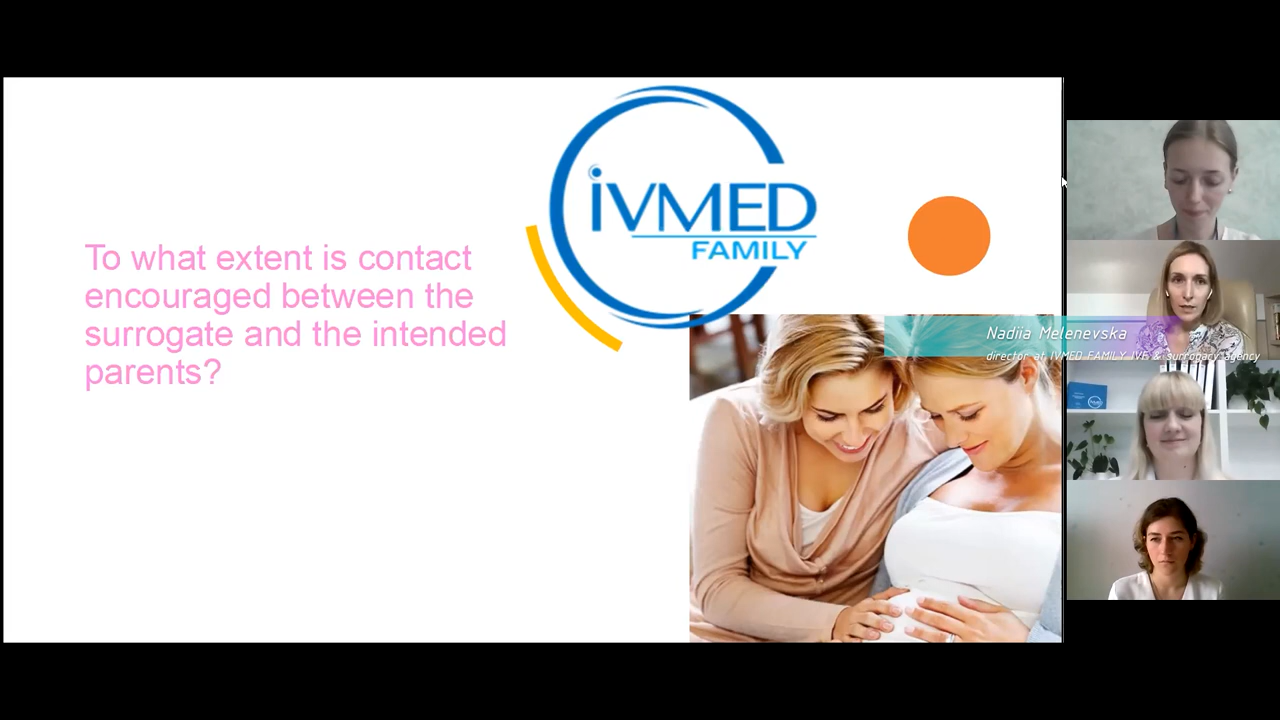 iVMED
FAMILY
To what extent is contact
encouraged between the
surrogate and the intended
parents?
Nadiia Melenevska
director at IVMED FAMILY IVF & surrogacy agency